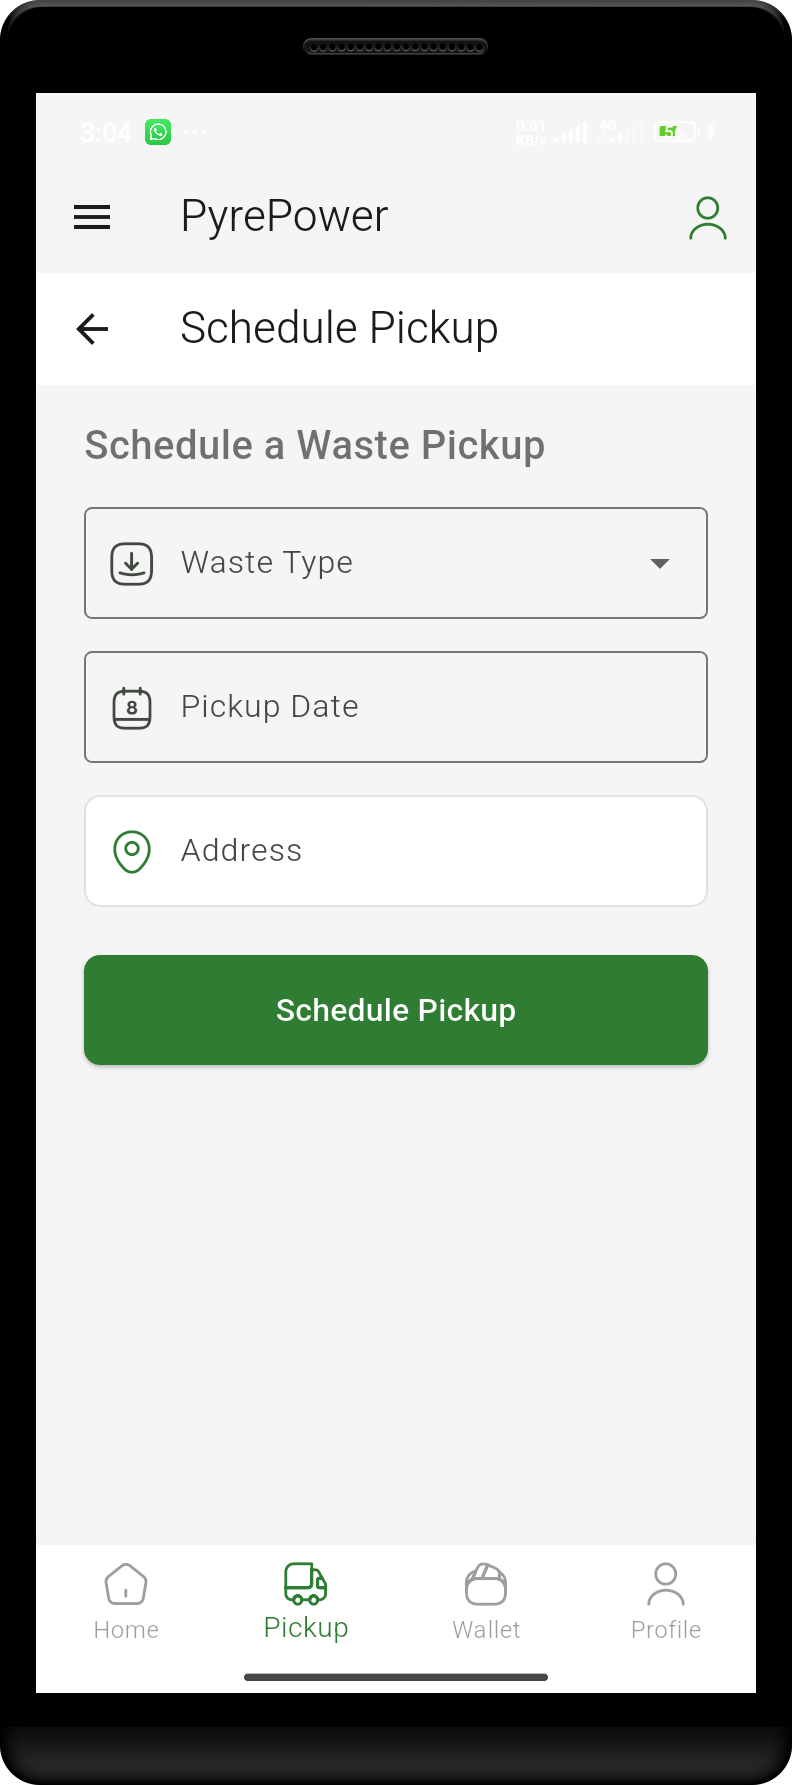 3:04 ...
0.01
KB/s
4G
56
PyrePower
Schedule Pickup
Schedule a Waste Pickup
Waste Type
8 Pickup Date
Address
Schedule Pickup
Home Pickup Wallet Profile